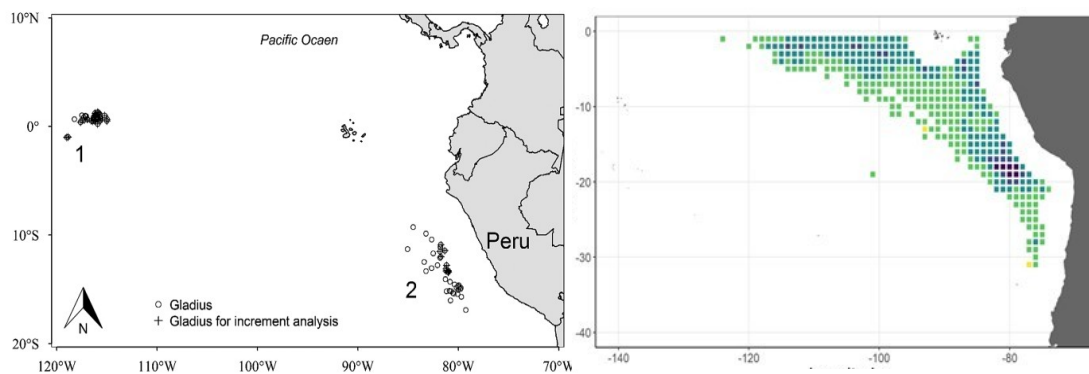 10°N
Pacific Ocaen
0°
1
10°S
Peru
2
Gladius
Gladius for increment analysis
N
20°S
120°W
110°W
100°W
90°W
80°W
70°W
0
-10
-20
-30
-40
-140
-120
-100
-80